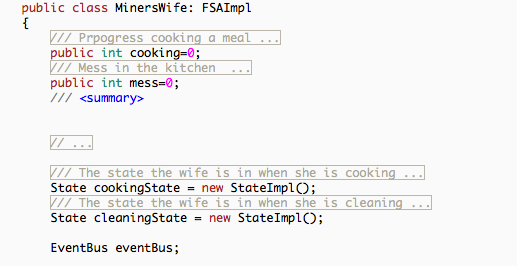 public class MinersWife: FSAImpl
{
/// Prpogress cooking a meal ...
public int cooking=0;
/// Mess in the kitchen  ...
public int mess=0;
/// <summary>
// ...
/// The state the wife is in when she is cooking ...
State cookingState = new StateImpl();
/// The state the wife is in when she is cleaning ...
State cleaningState = new StateImpl();
EventBus eventBus;